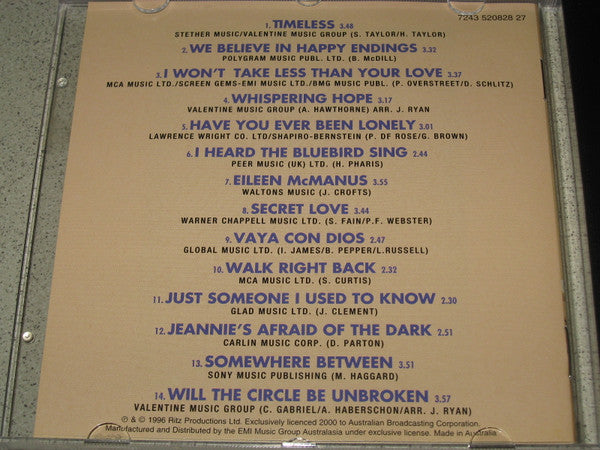 7243 520828 27
1. TIMELESS 3.48
STETHER MUSIC/VALENTINE MUSIC GROUP (S. TAYLOR/H. TAYLOR)
2. WE BELIEVE IN HAPPY ENDINGS 3.32
POLYGRAM MUSIC PUBL. LTD. (B. McDILL)
3. I WON'T TAKE LESS THAN YOUR LOVE 3.37
MCA MUSIC LTD./SCREEN GEMS-EMI MUSIC LTD./BMG MUSIC PUBL. (P. OVERSTREET/D. SCHLITZ)
4. WHISPERING HOPE 3.17
VALENTINE MUSIC GROUP (A. HAWTHORNE) ARR. J. RYAN
5. HAVE YOU EVER BEEN LONELY 3.01
LAWRENCE WRIGHT CO. LTD/SHAPIRO-BERNSTEIN (P. DF ROSE/G. BROWN)
6. I HEARD THE BLUEBIRD SING 2.44
PEER MUSIC (UK) LTD. (H. PHARIS)
7. EILEEN McMANUS 3.55
WALTONS MUSIC (J. CROFTS)
8. SECRET LOVE 3.44
WARNER CHAPPELL MUSIC LTD. (S. FAIN/P.F. WEBSTER)
9. VAYA CON DIOS 2.47
GLOBAL MUSIC LTD. (I. JAMES/B. PEPPER/L.RUSSELL)
10. WALK RIGHT BACK 2.32
MCA MUSIC LTD. (S. CURTIS)
11. JUST SOMEONE I USED TO KNOW 2.30
GLAD MUSIC LTD. (J. CLEMENT)
12. JEANNIE'S AFRAID OF THE DARK 2.51
CARLIN MUSIC CORP. (D. PARTON)
13. SOMEWHERE BETWEEN 3.51
SONY MUSIC PUBLISHING (M. HAGGARD)
14. WILL THE CIRCLE BE UNBROKEN 3.57
VALENTINE MUSIC GROUP (C. GABRIEL/A. HABERSCHON/ARR. J. RYAN)
℗ & © 1996 Ritz Productions Ltd. Exclusively licenced 2000 to Australian Broadcasting Corporation.
Manufactured and Distributed by the EMI Music Group Australasia under exclusive license. Made in Australia